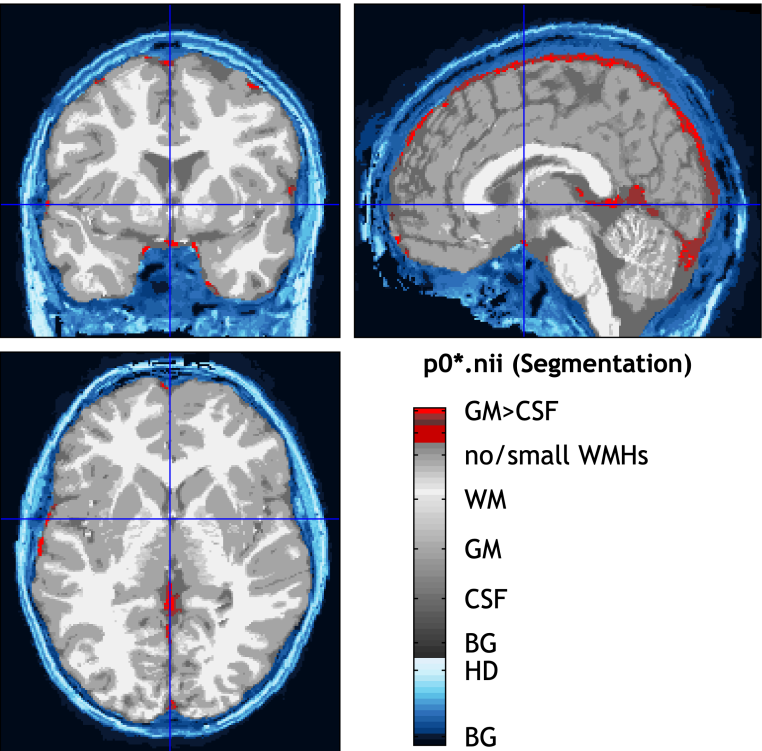 p0*.nii (Segmentation)
GM>CSF
no/small WMHs
WM
GM
CSF
BG
HD
BG